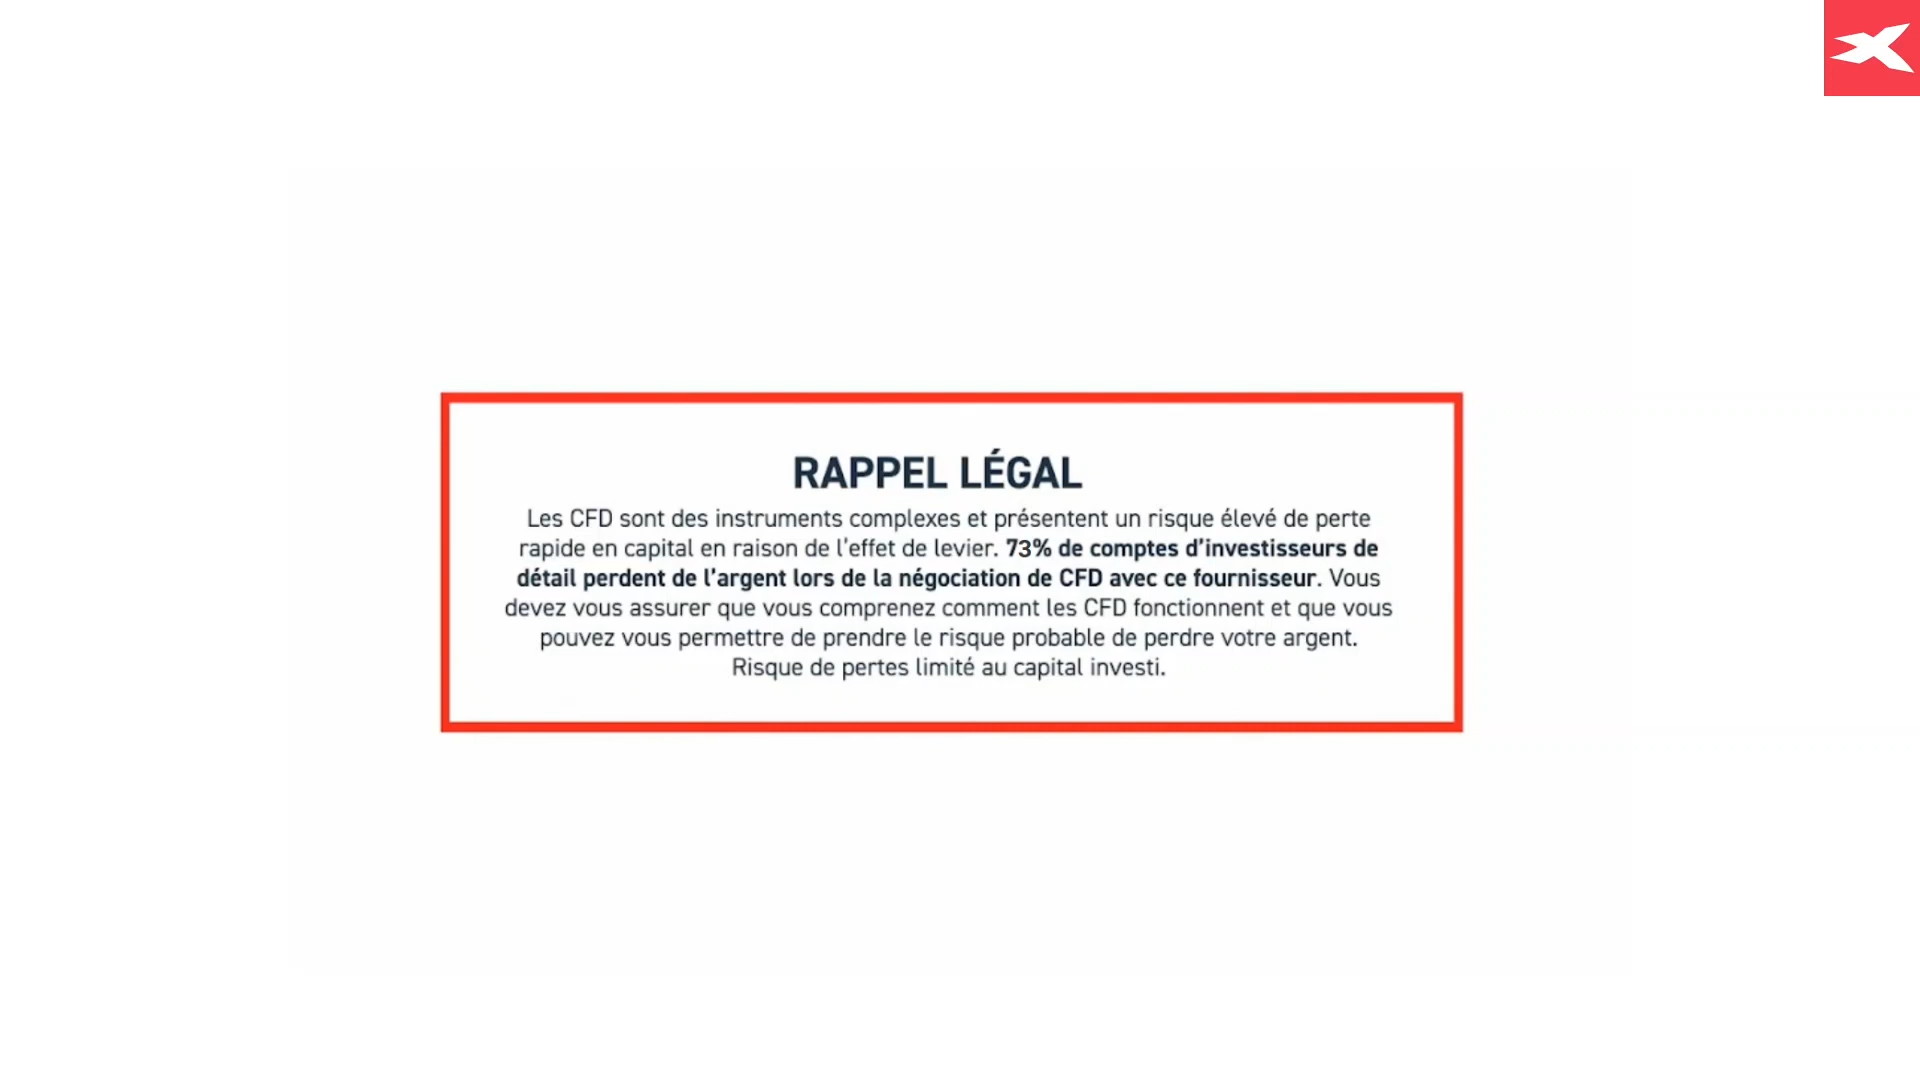 RAPPEL LÉGAL
Les CFD sont des instruments complexes et présentent un risque élevé de perte
rapide en capital en raison de l'effet de levier. 73% de comptes d'investisseurs de
détail perdent de l'argent lors de la négociation de CFD avec ce fournisseur. Vous
devez vous assurer que vous comprenez comment les CFD fonctionnent et que vous
pouvez vous permettre de prendre le risque probable de perdre votre argent.
Risque de pertes limité au capital investi.